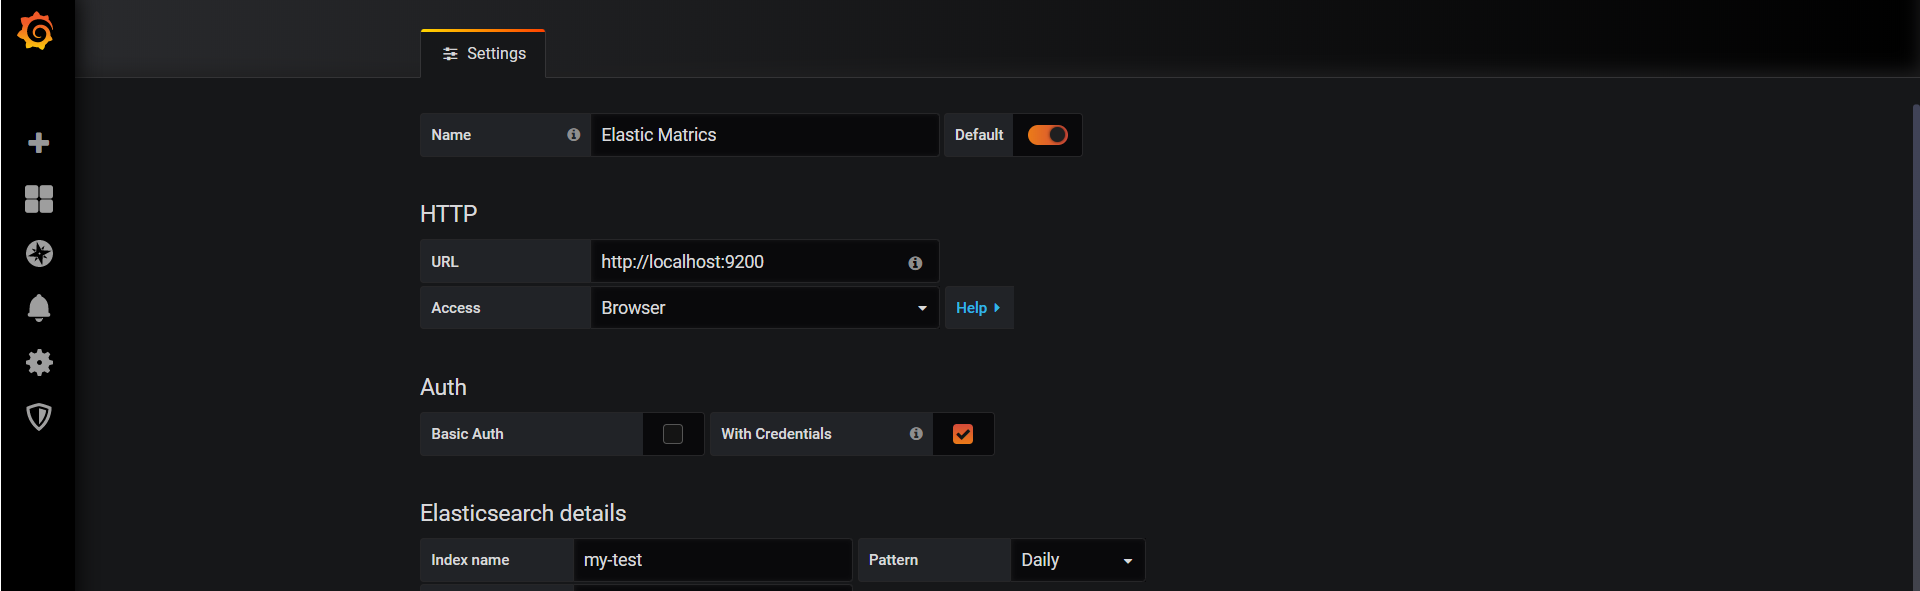 Settings
Name Elastic Matrics Default
HTTP
URL http://localhost:9200
Access Browser Help
Auth
Basic Auth With Credentials
Elasticsearch details
Index name my-test Pattern Daily